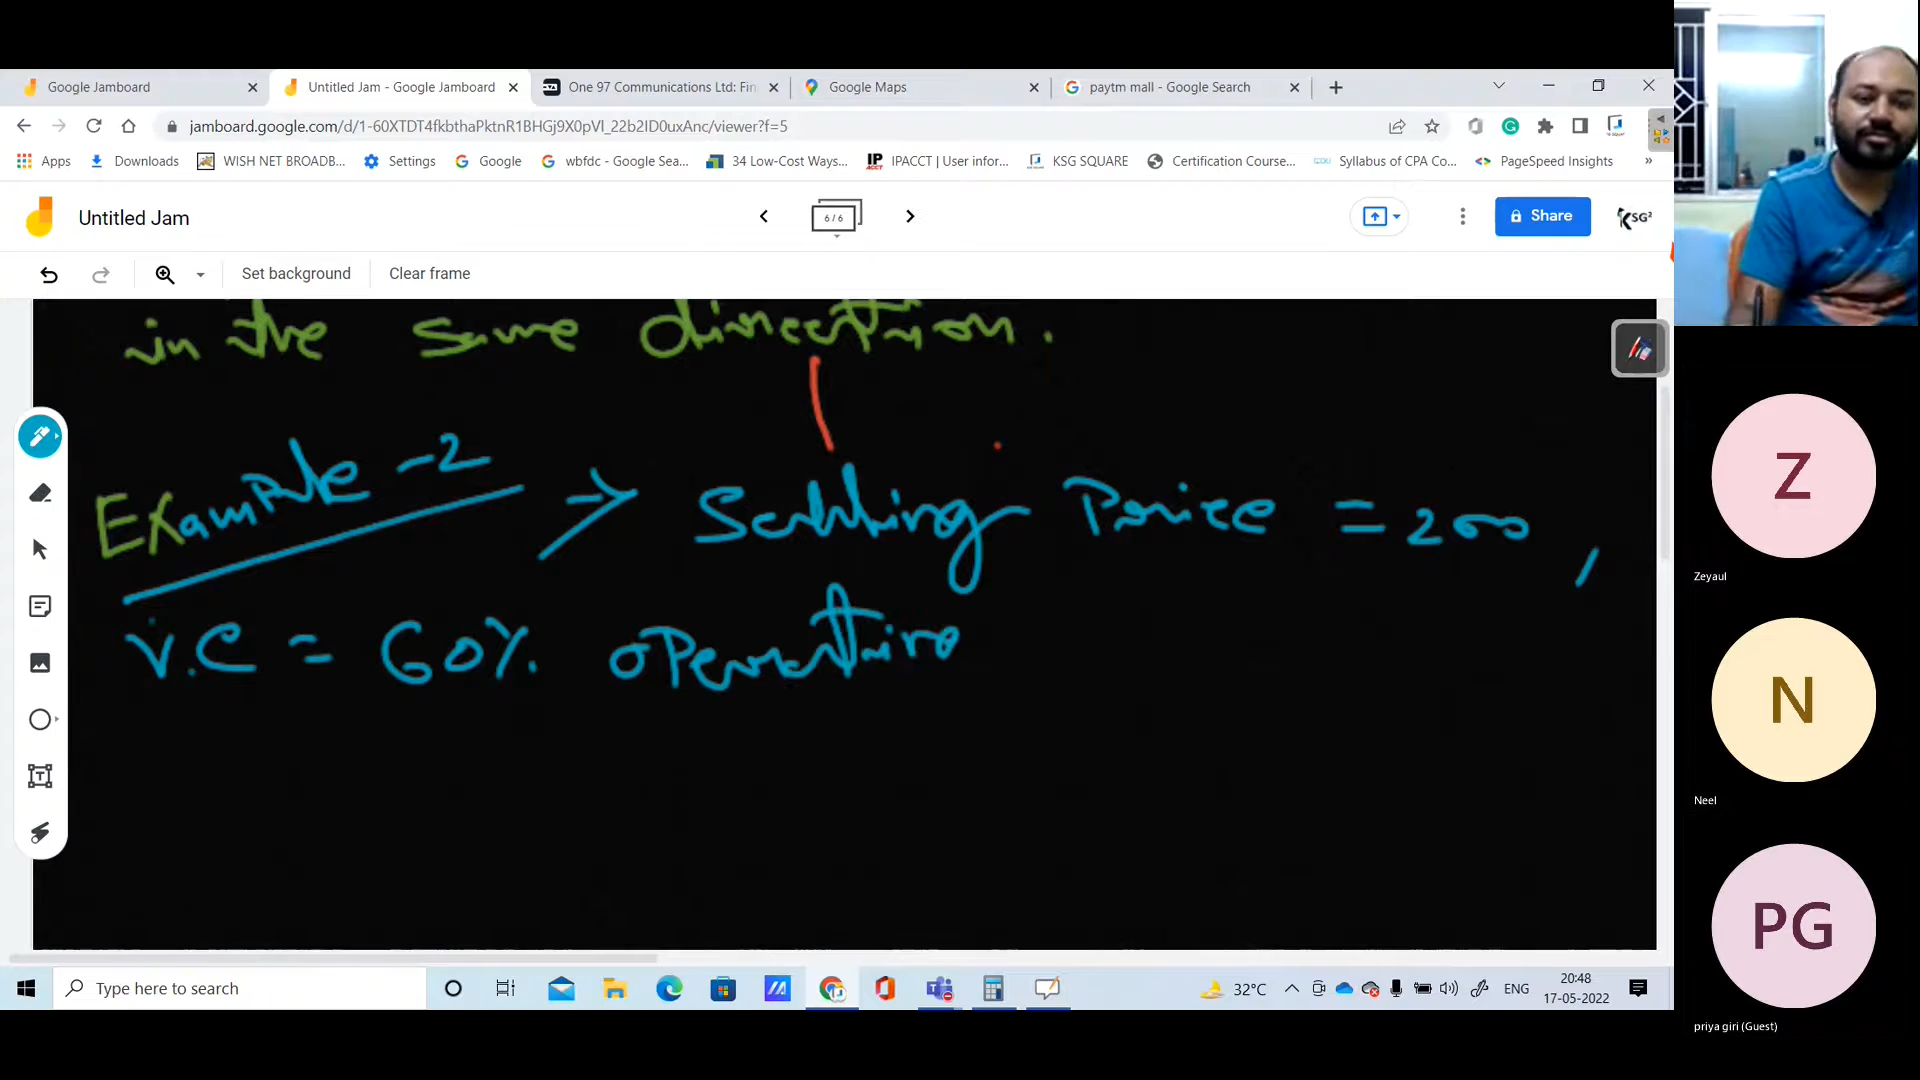 Google Jamboard
Untitled Jam - Google Jamboard
One 97 Communications Ltd: Fin
Google Maps
paytm mall - Google Search
jamboard.google.com/d/1-60XTDT4fkbthaPktnR1BHGj9X0pVI_22b2ID0uxAnc/viewer?f=5
Apps
Downloads
WISH NET BROADB...
Settings
Google
wbfdc - Google Sea...
34 Low-Cost Ways...
IP
IPACCT | User infor...
KSG SQUARE
Certification Course...
Syllabus of CPA Co...
PageSpeed Insights
»
Untitled Jam
6 / 6
Share
KSG²
Set background
Clear frame
in the same direction.
Example -2 → Selling Price = 200,
V.C = 60% operating
Z
Zeyaul
N
Neel
PG
priya giri (Guest)
Type here to search
32°C
ENG
20:48
17-05-2022